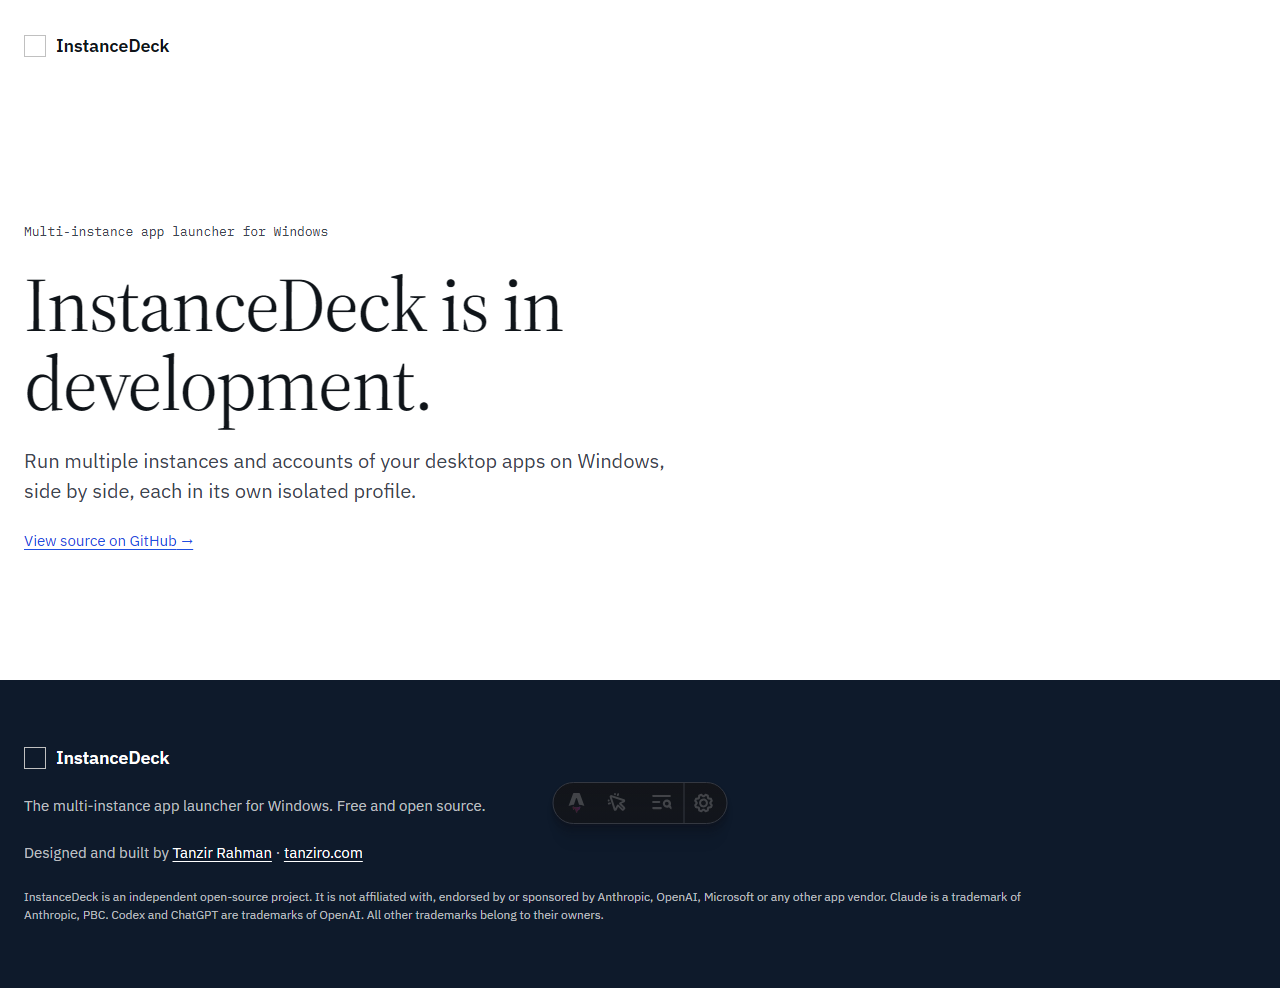 InstanceDeck
Multi-instance app launcher for Windows
InstanceDeck is in
development.
Run multiple instances and accounts of your desktop apps on Windows,
side by side, each in its own isolated profile.
View source on GitHub →
InstanceDeck
The multi-instance app launcher for Windows. Free and open source.
Designed and built by Tanzir Rahman · tanziro.com
InstanceDeck is an independent open-source project. It is not affiliated with, endorsed by or sponsored by Anthropic, OpenAI, Microsoft or any other app vendor. Claude is a trademark of
Anthropic, PBC. Codex and ChatGPT are trademarks of OpenAI. All other trademarks belong to their owners.